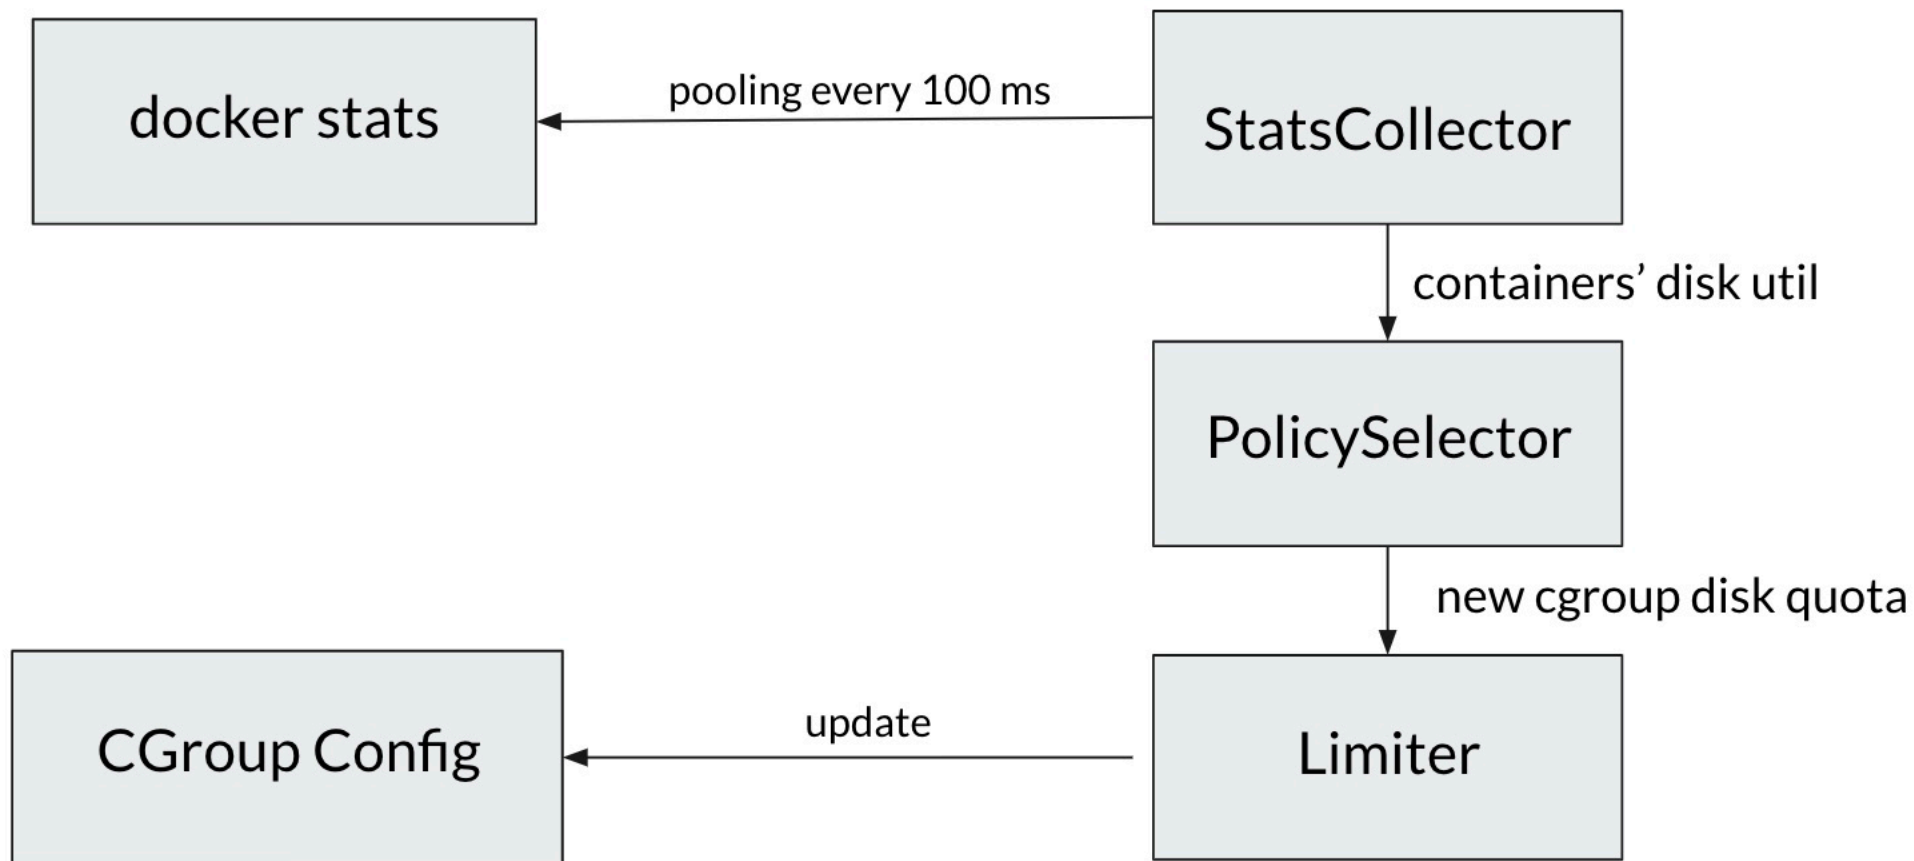 docker stats
pooling every 100 ms
StatsCollector
containers’ disk util
PolicySelector
new cgroup disk quota
CGroup Config
update
Limiter